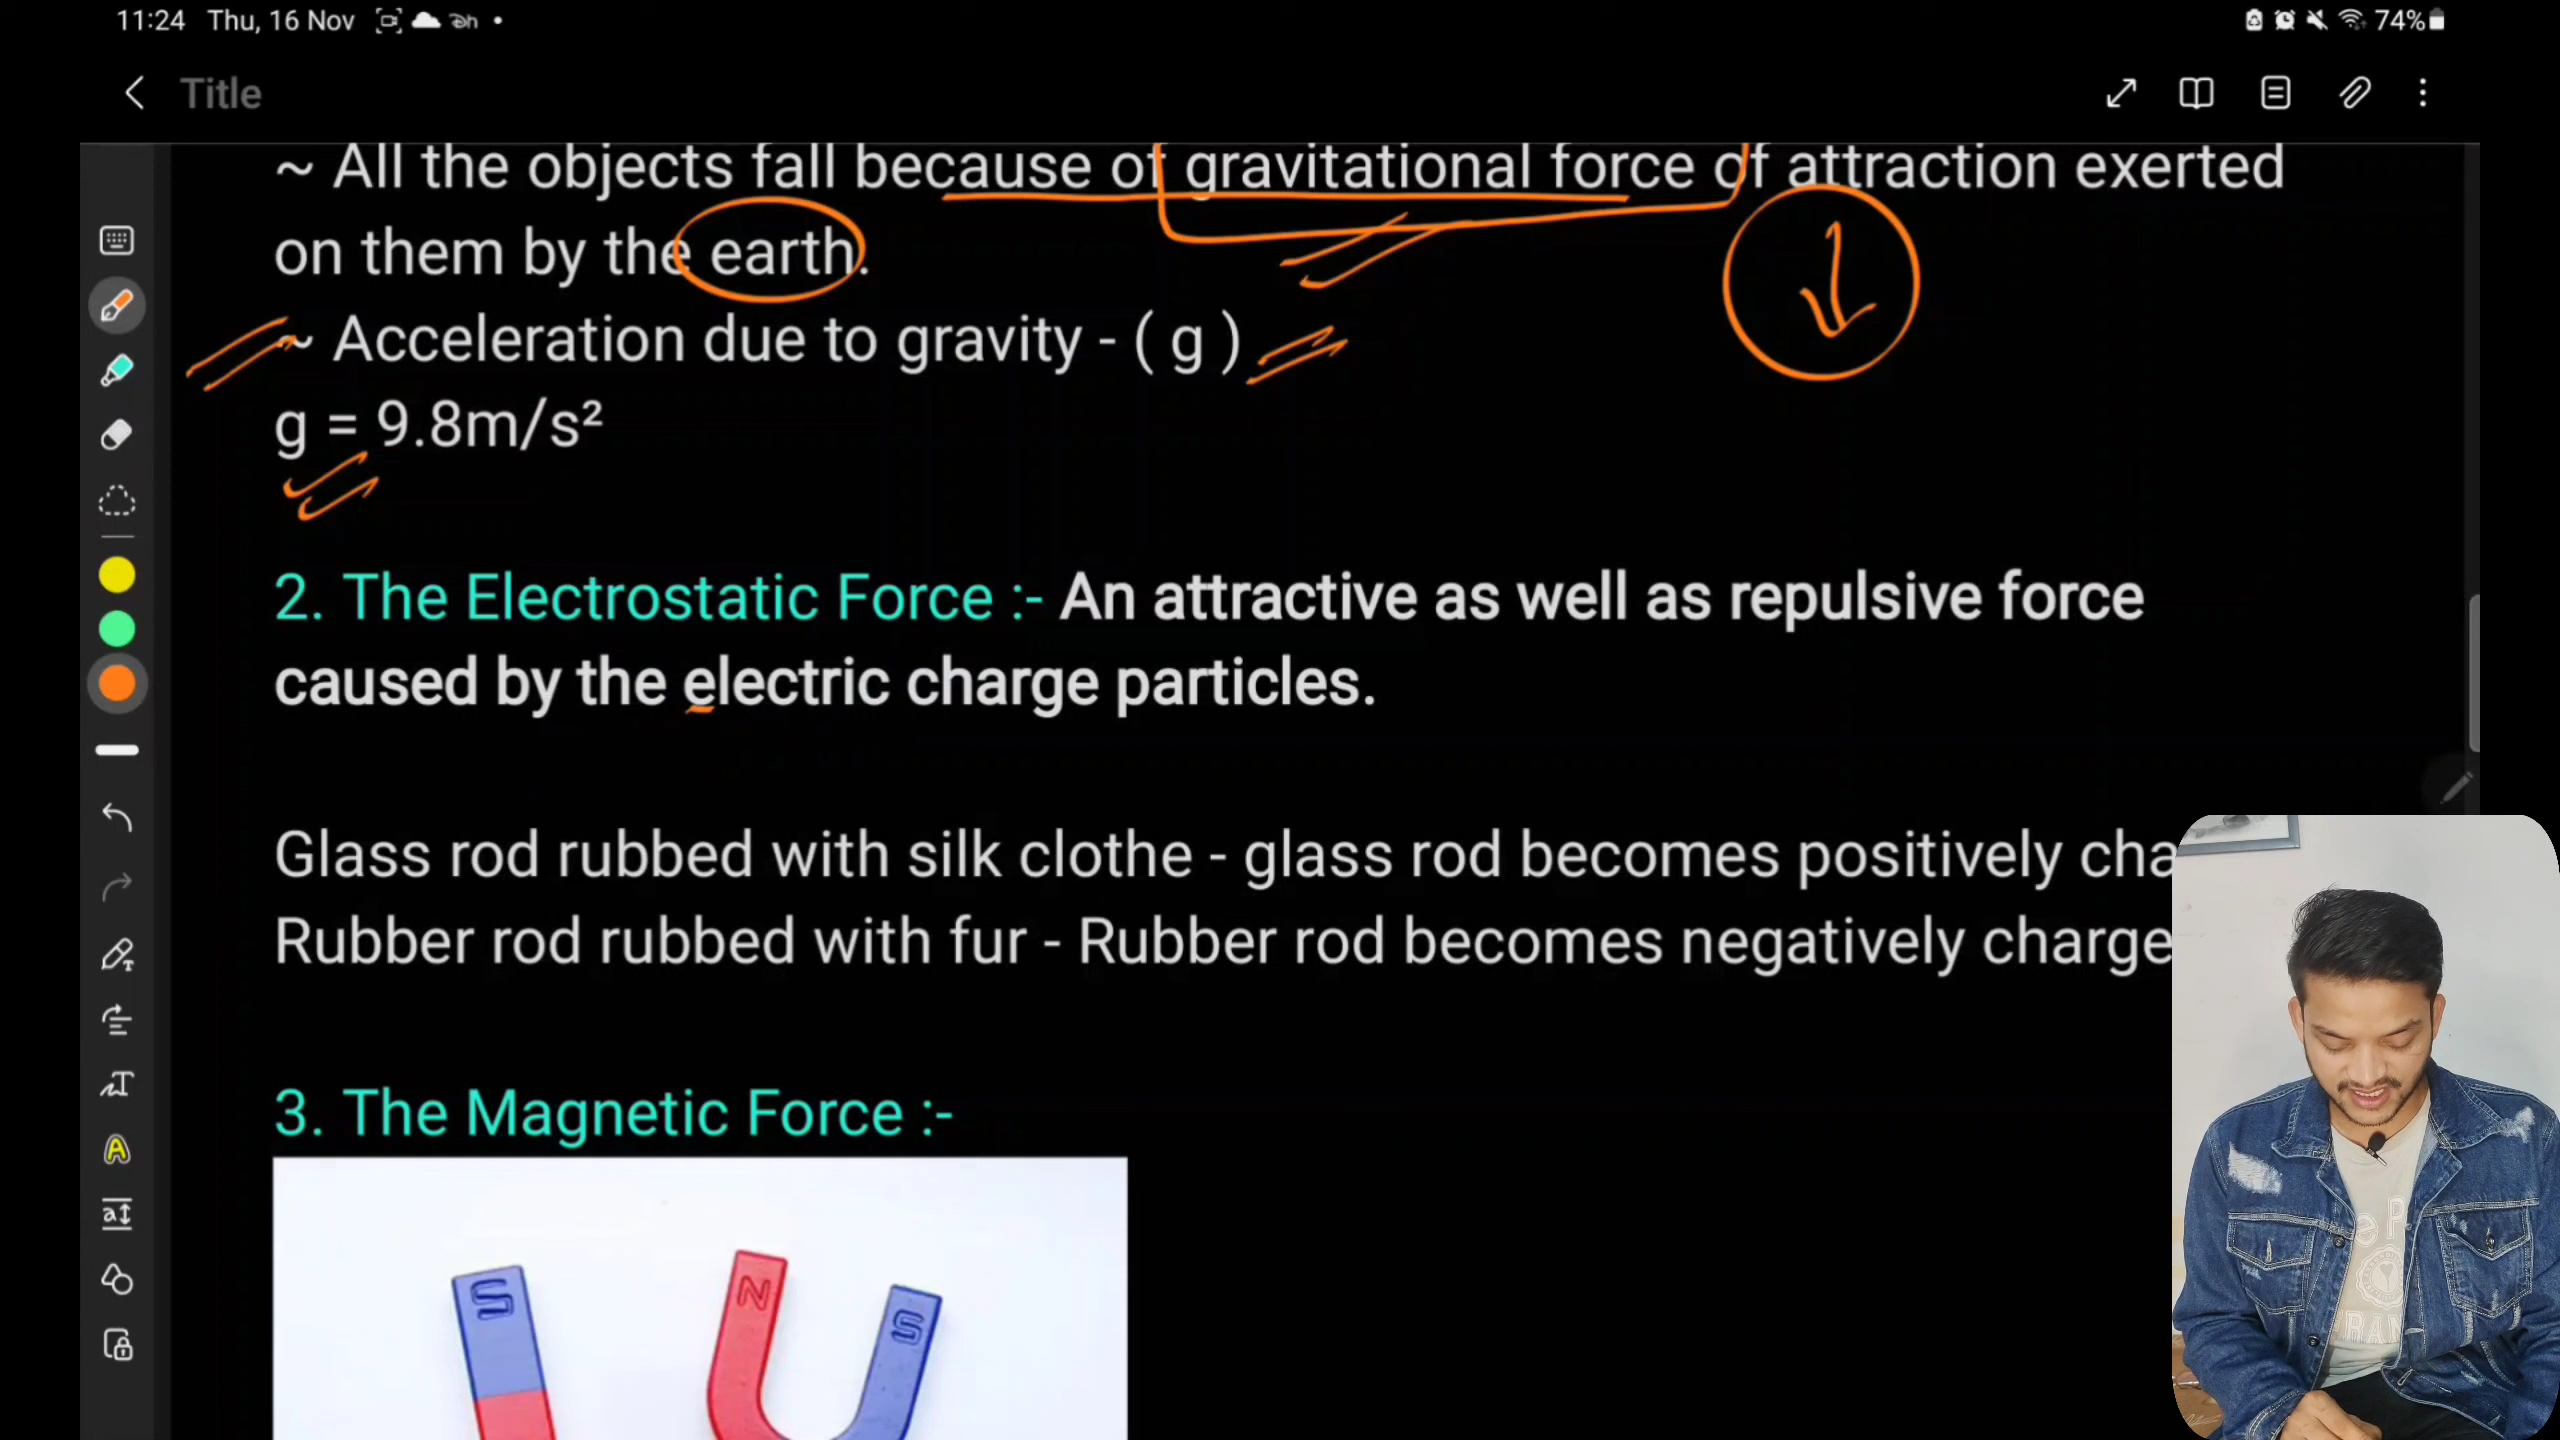 11:24 Thu, 16 Nov
74%
Title
~ All the objects fall because of gravitational force of attraction exerted
on them by the earth.
~ Acceleration due to gravity - ( g )
g = 9.8m/s²
2. The Electrostatic Force :- An attractive as well as repulsive force
caused by the electric charge particles.
Glass rod rubbed with silk clothe - glass rod becomes positively cha
Rubber rod rubbed with fur - Rubber rod becomes negatively charge
3. The Magnetic Force :-
S
N
S